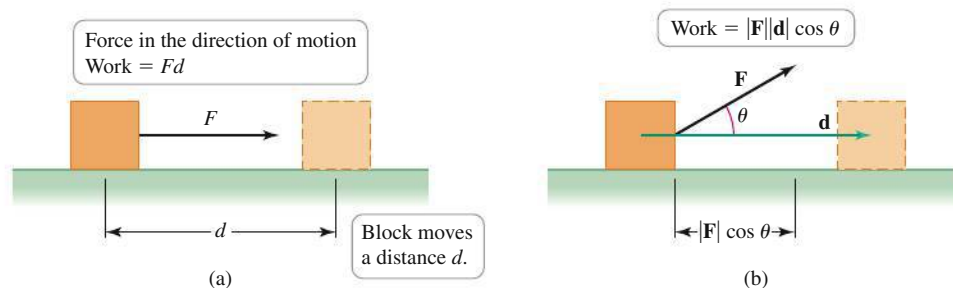 Force in the direction of motion
Work = Fd
F
d
Block moves
a distance d.
(a)
Work = |F||d| cos θ
F
θ
d
|F| cos θ
(b)